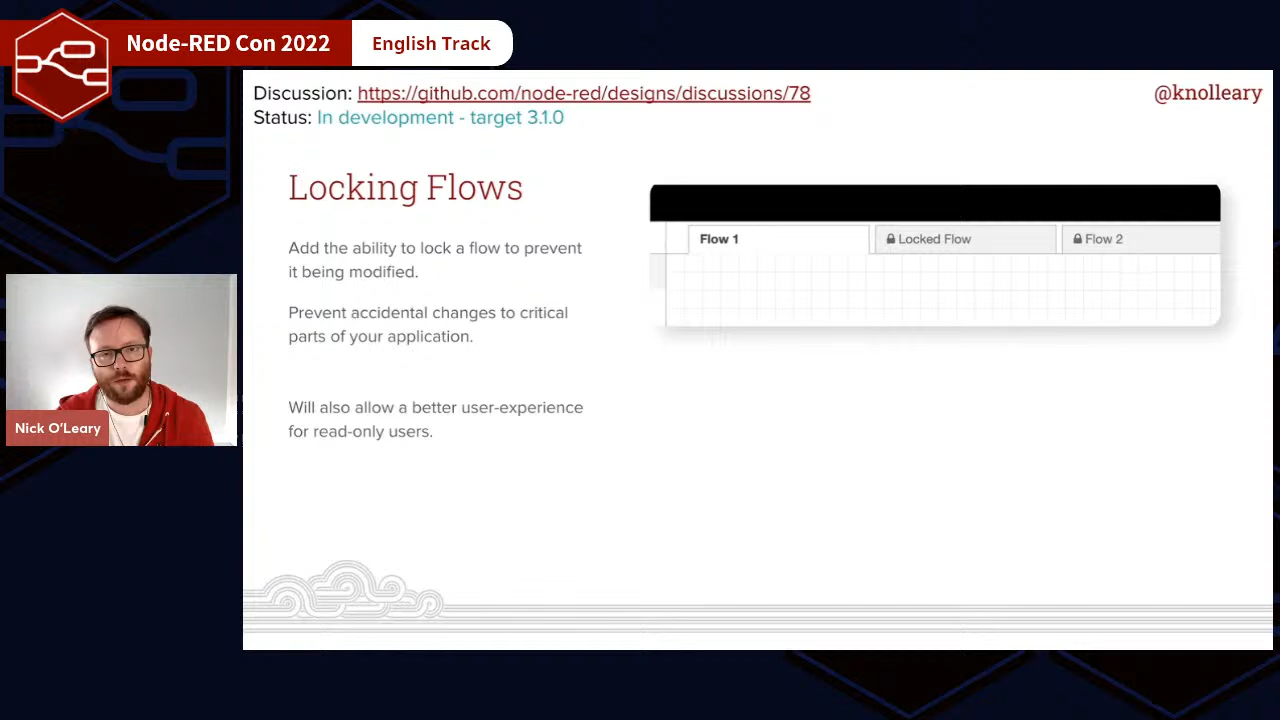 Node-RED Con 2022
English Track
Discussion: https://github.com/node-red/designs/discussions/78
@knolleary
Status: In development - target 3.1.0
Locking Flows
Add the ability to lock a flow to prevent
it being modified.
Prevent accidental changes to critical
parts of your application.
Will also allow a better user-experience
for read-only users.
Flow 1
Locked Flow
Flow 2
Nick O'Leary